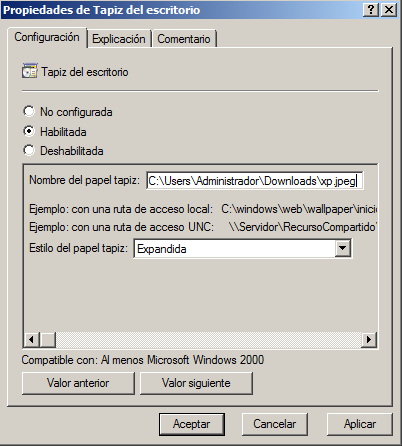 Propiedades de Tapiz del escritorio
Configuración Explicación Comentario
Tapiz del escritorio
No configurada
Habilitada
Deshabilitada
Nombre del papel tapiz: C:\Users\Administrador\Downloads\xp.jpeg
Ejemplo: con una ruta de acceso local: C:\windows\web\wallpaper\inicio
Ejemplo: con una ruta de acceso UNC: \\Servidor\RecursoCompartido\
Estilo del papel tapiz: Expandida
Compatible con: Al menos Microsoft Windows 2000
Valor anterior Valor siguiente
Aceptar Cancelar Aplicar